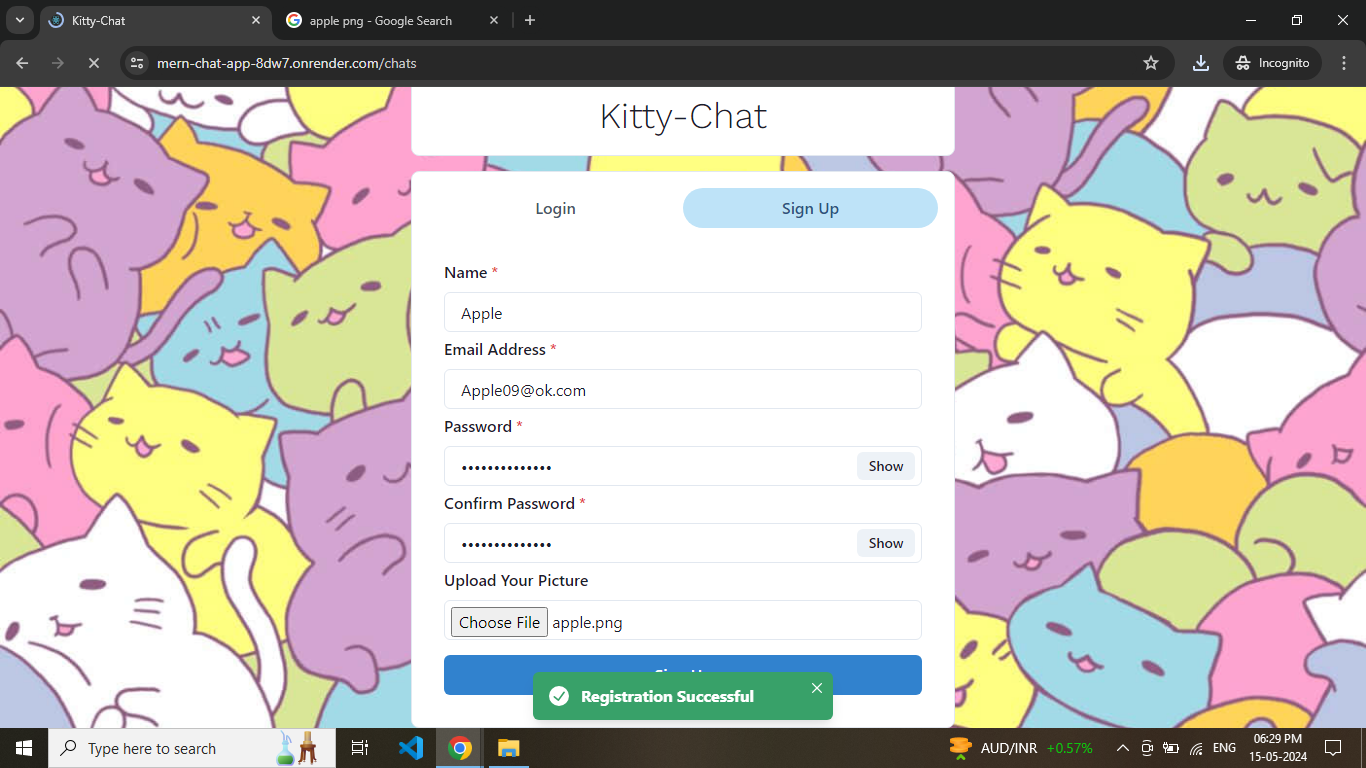 Kitty-Chat
apple png - Google Search
mern-chat-app-8dw7.onrender.com/chats
Incognito
Kitty-Chat
Login
Sign Up
Name *
Apple
Email Address *
Apple09@ok.com
Password *
••••••••••••••
Show
Confirm Password *
••••••••••••••
Show
Upload Your Picture
Choose File apple.png
Registration Successful
Type here to search
AUD/INR +0.57%
ENG
06:29 PM
15-05-2024